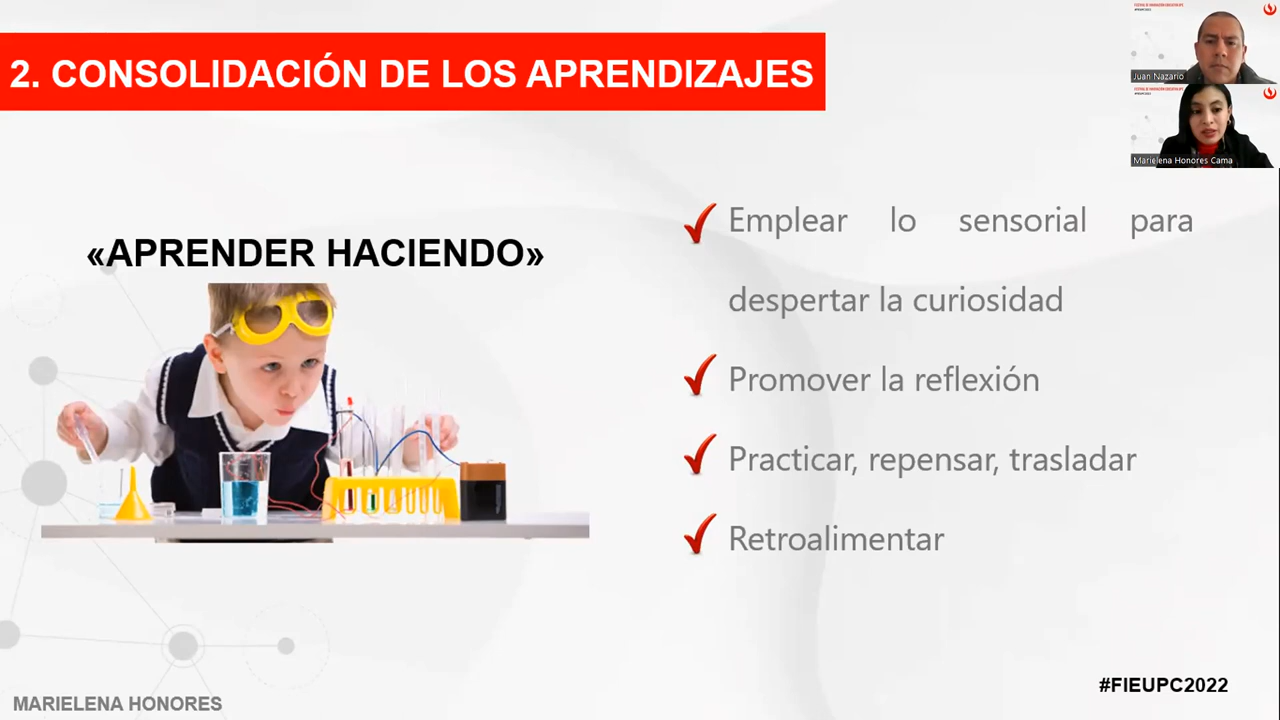 2. CONSOLIDACIÓN DE LOS APRENDIZAJES
Juan Nazario
Marielena Honores Cama
«APRENDER HACIENDO»
Emplear lo sensorial para
despertar la curiosidad
Promover la reflexión
Practicar, repensar, trasladar
Retroalimentar
#FIEUPC2022
MARIELENA HONORES